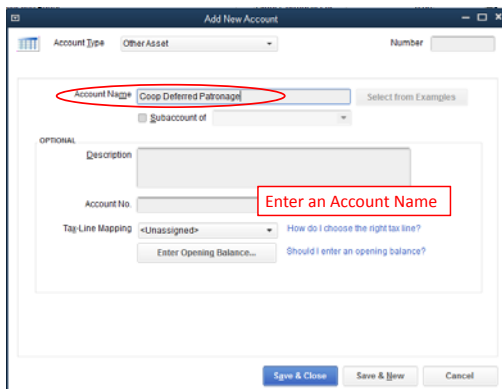 Add New Account
Account Type Other Asset Number
Account Name Coop Deferred Patronage Select from Examples
Subaccount of
OPTIONAL
Description
Account No.
Enter an Account Name
Tax-Line Mapping <Unassigned> How do I choose the right tax line?
Enter Opening Balance... Should I enter an opening balance?
Save & Close Save & New Cancel